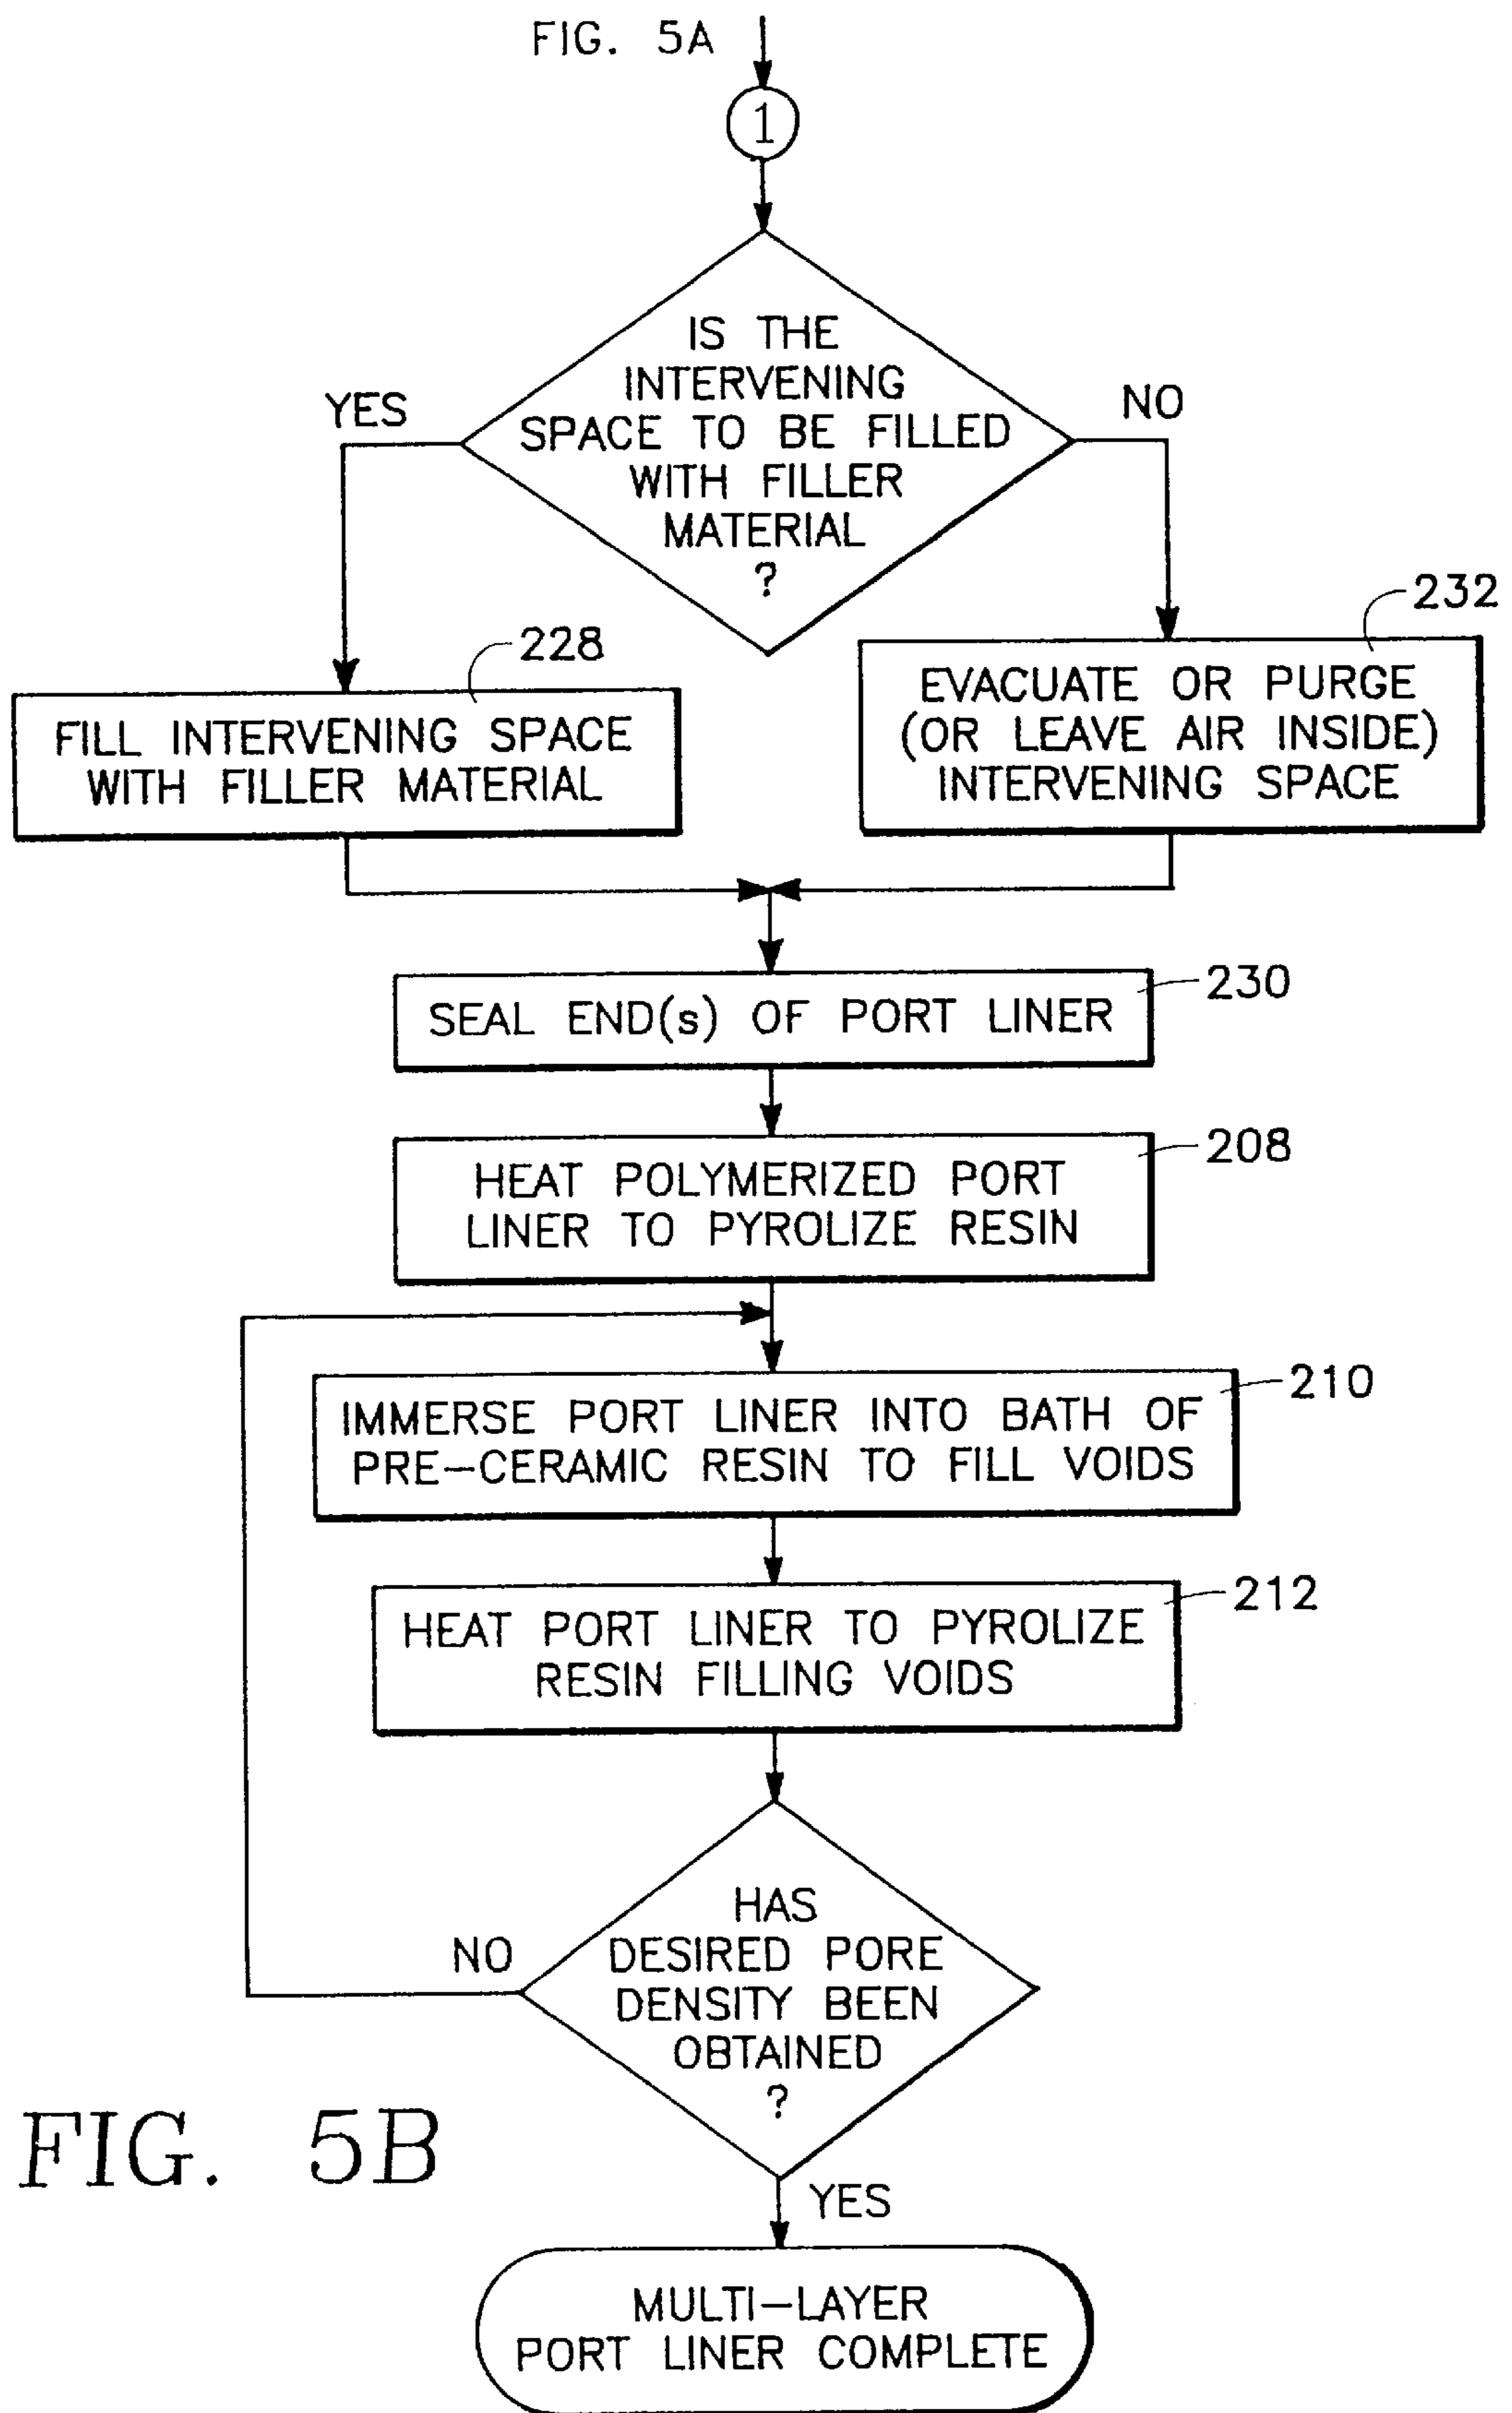 FIG. 5A
1
IS THE
INTERVENING
SPACE TO BE FILLED
WITH FILLER
MATERIAL
?
YES
NO
228
232
FILL INTERVENING SPACE
WITH FILLER MATERIAL
EVACUATE OR PURGE
(OR LEAVE AIR INSIDE)
INTERVENING SPACE
230
SEAL END(s) OF PORT LINER
208
HEAT POLYMERIZED PORT
LINER TO PYROLIZE RESIN
210
IMMERSE PORT LINER INTO BATH OF
PRE-CERAMIC RESIN TO FILL VOIDS
212
HEAT PORT LINER TO PYROLIZE
RESIN FILLING VOIDS
HAS
DESIRED PORE
DENSITY BEEN
OBTAINED
?
NO
YES
FIG. 5B
MULTI-LAYER
PORT LINER COMPLETE